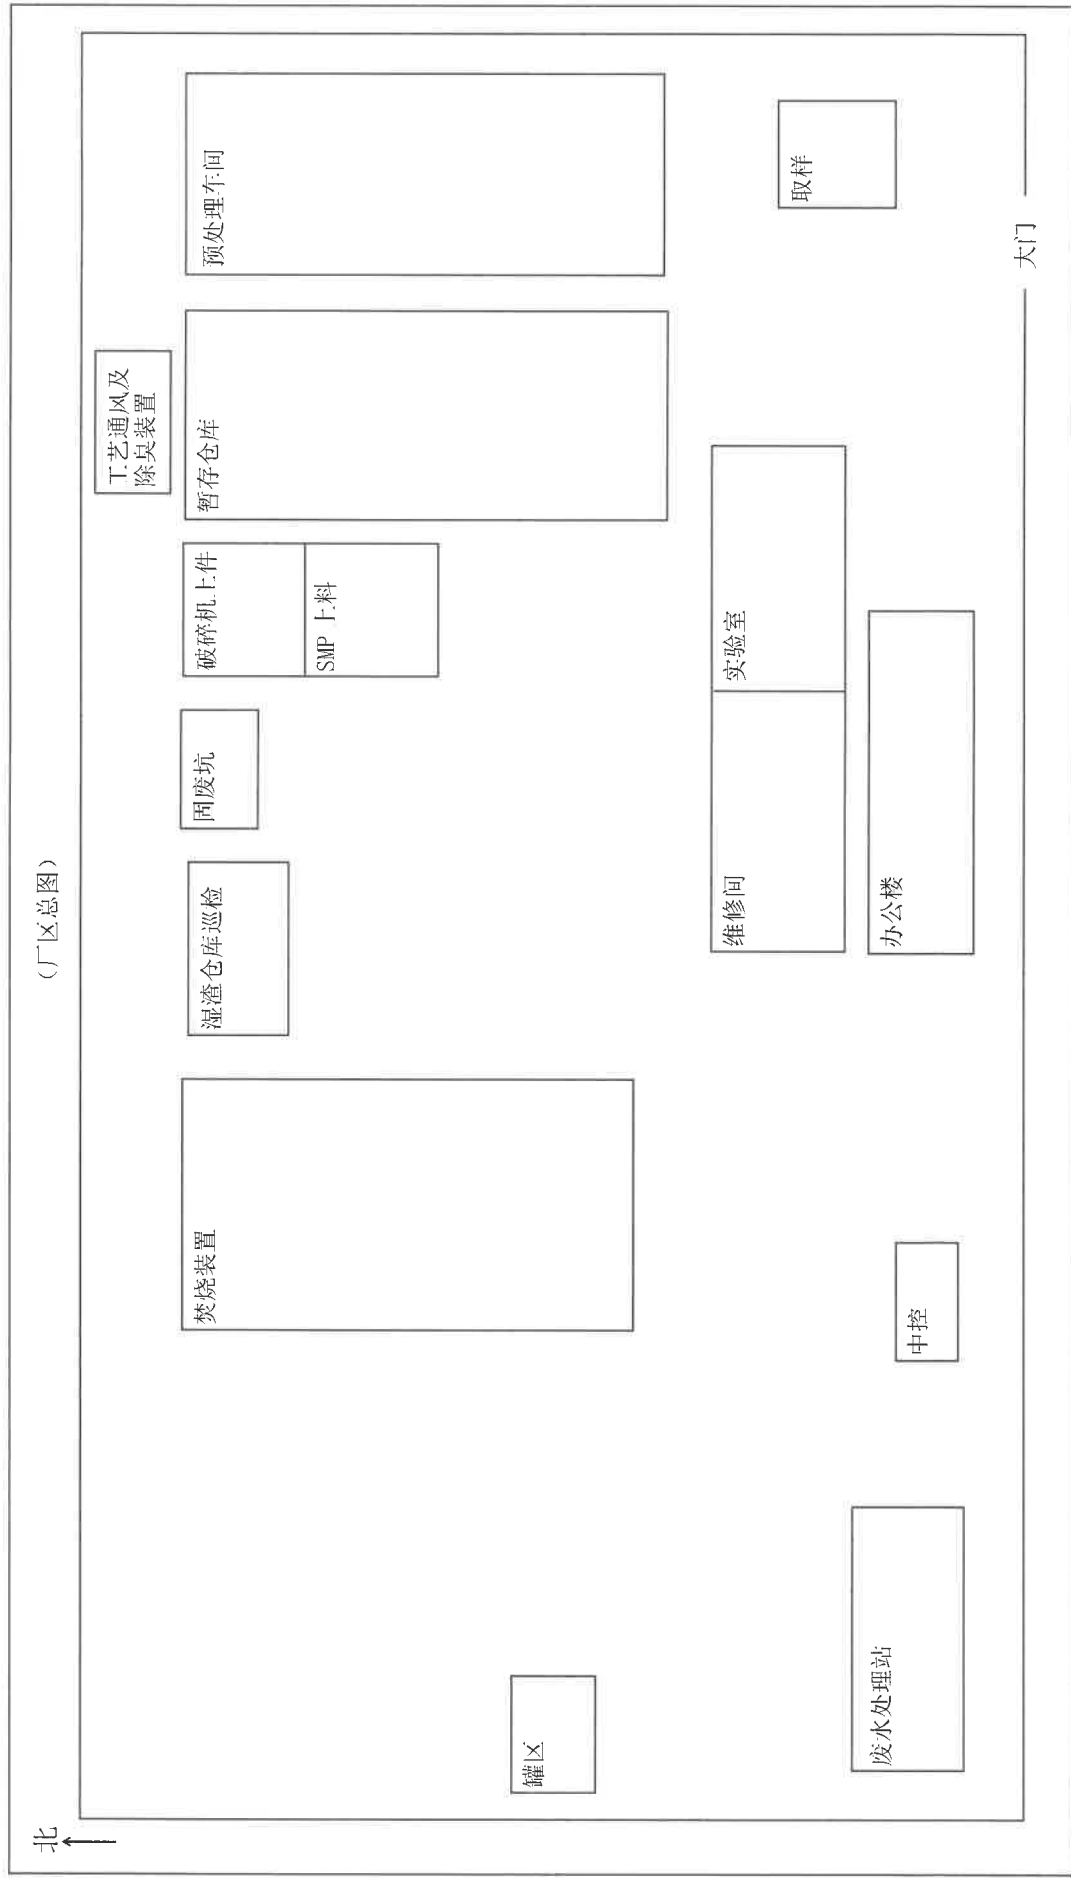 (厂区总图)
北
工艺通风及
除臭装置
焚烧装置
湿渣仓库巡检
固废坑
破碎机上件
SMP 上料
暂存仓库
预处理车间
罐区
维修间
实验室
取样
废水处理站
中控
办公楼
大门